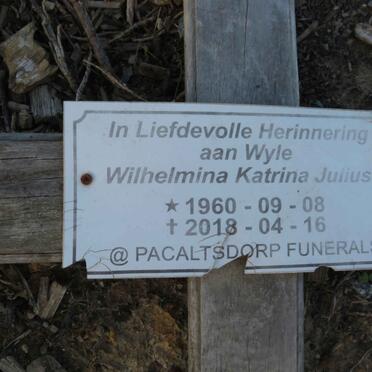 In Liefdevolle Herinnering
aan Wyle
Wilhelmina Katrina Julius
★ 1960 - 09 - 08
✝ 2018 - 04 - 16
@ PACALTSDORP FUNERALS